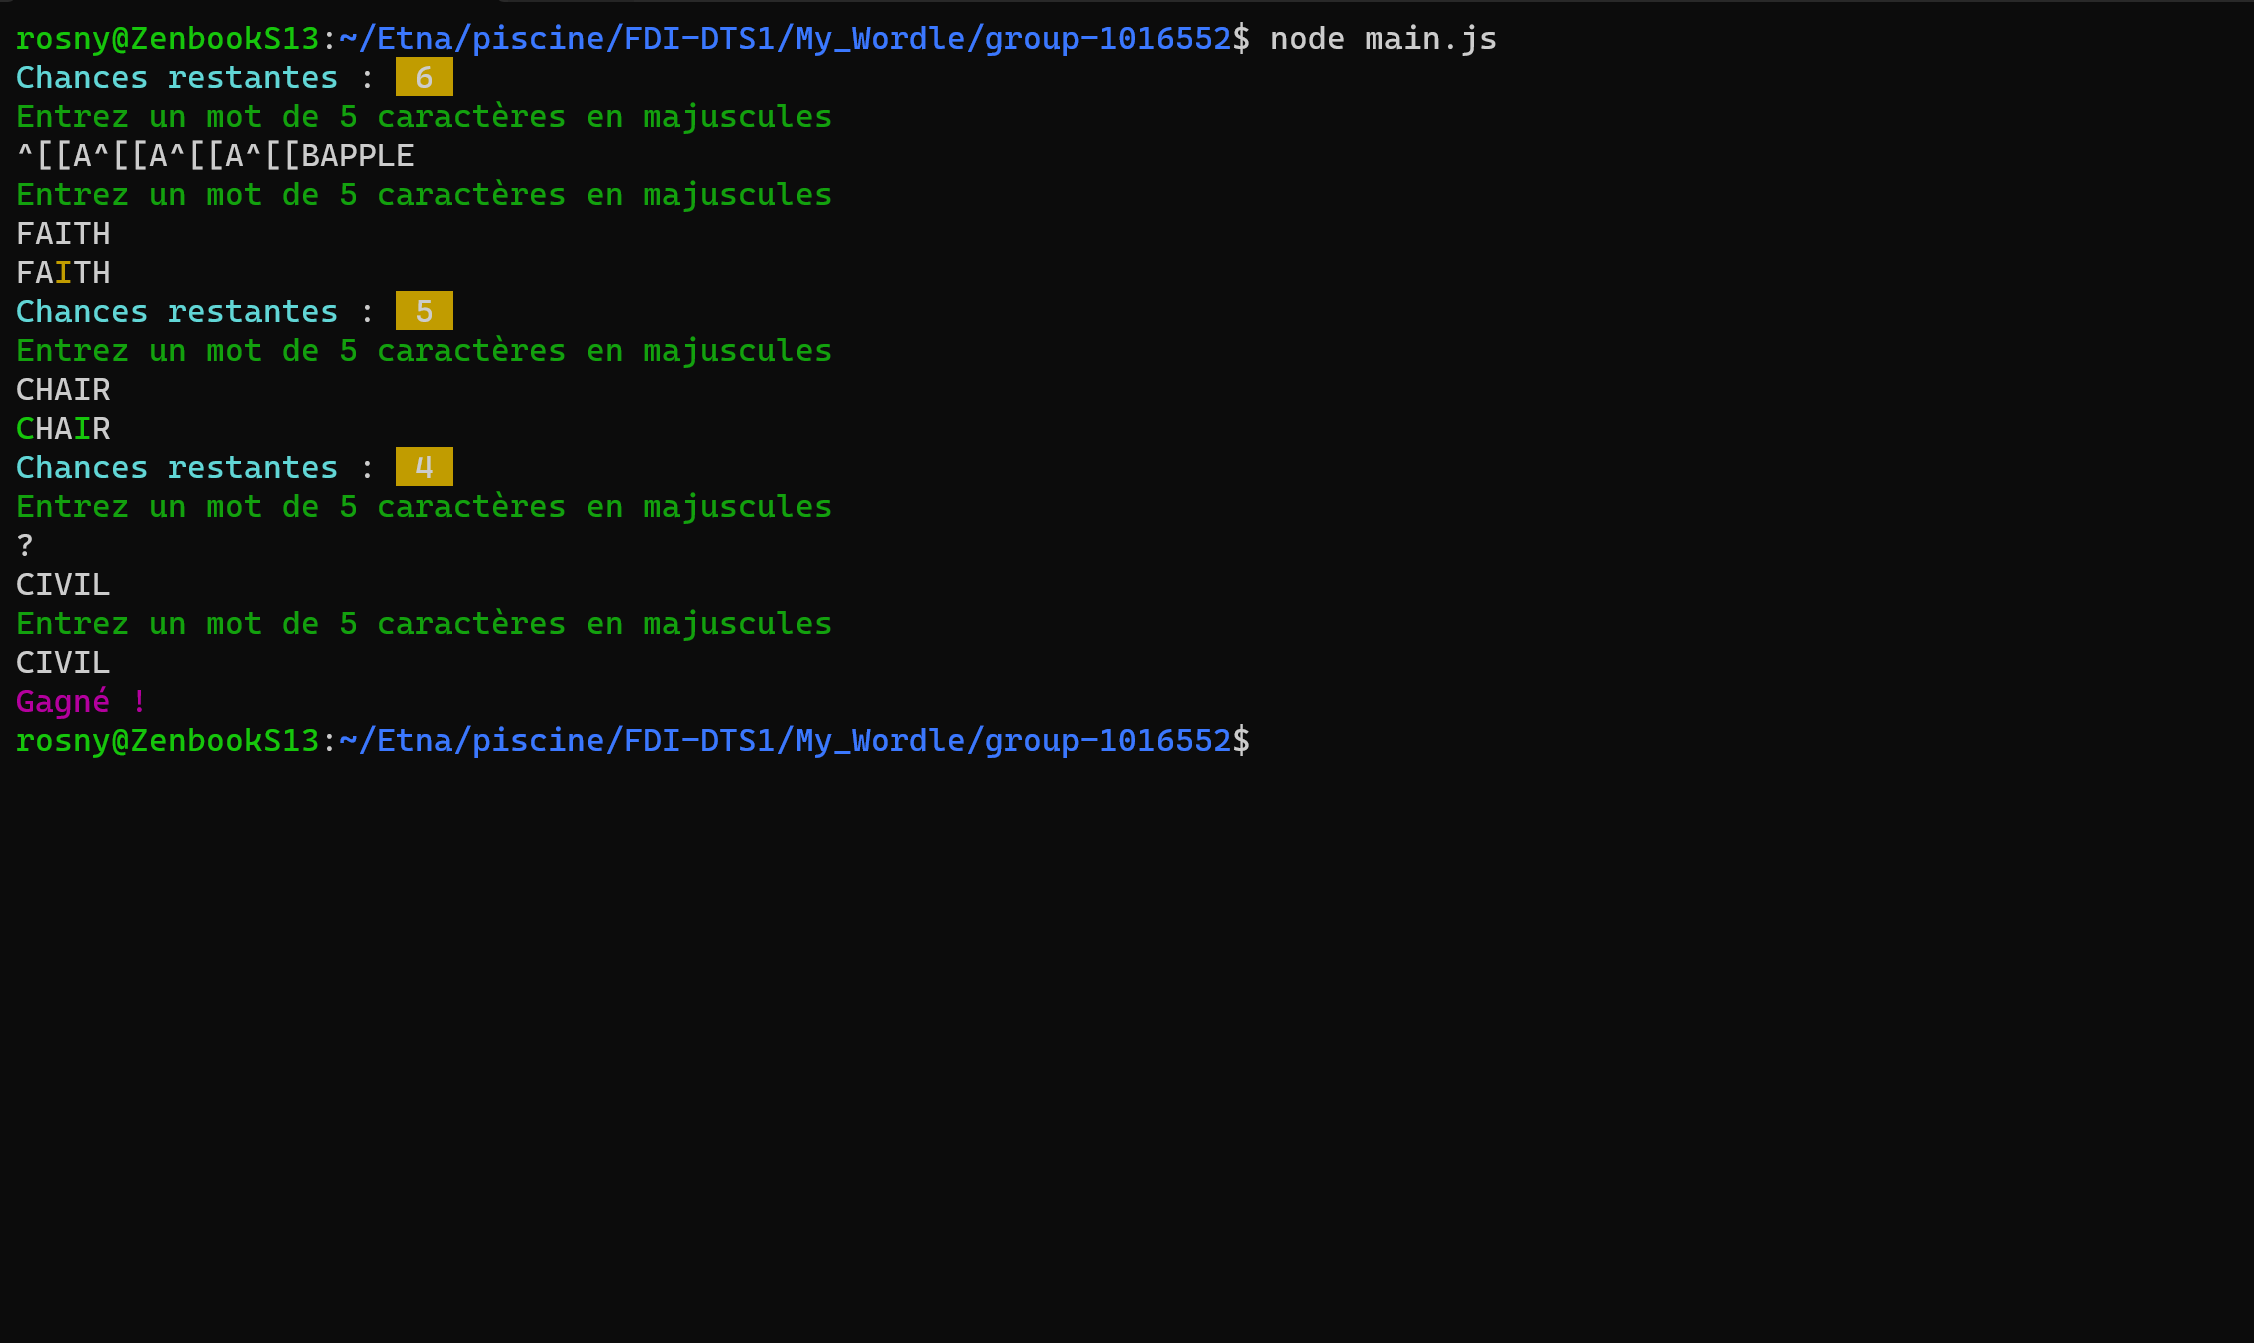 rosny@ZenbookS13:~/Etna/piscine/FDI-DTS1/My_Wordle/group-1016552$ node main.js
Chances restantes : 6
Entrez un mot de 5 caractères en majuscules
^[[A^[[A^[[A^[[BAPPLE
Entrez un mot de 5 caractères en majuscules
FAITH
FAITH
Chances restantes : 5
Entrez un mot de 5 caractères en majuscules
CHAIR
CHAIR
Chances restantes : 4
Entrez un mot de 5 caractères en majuscules
?
CIVIL
Entrez un mot de 5 caractères en majuscules
CIVIL
Gagné !
rosny@ZenbookS13:~/Etna/piscine/FDI-DTS1/My_Wordle/group-1016552$